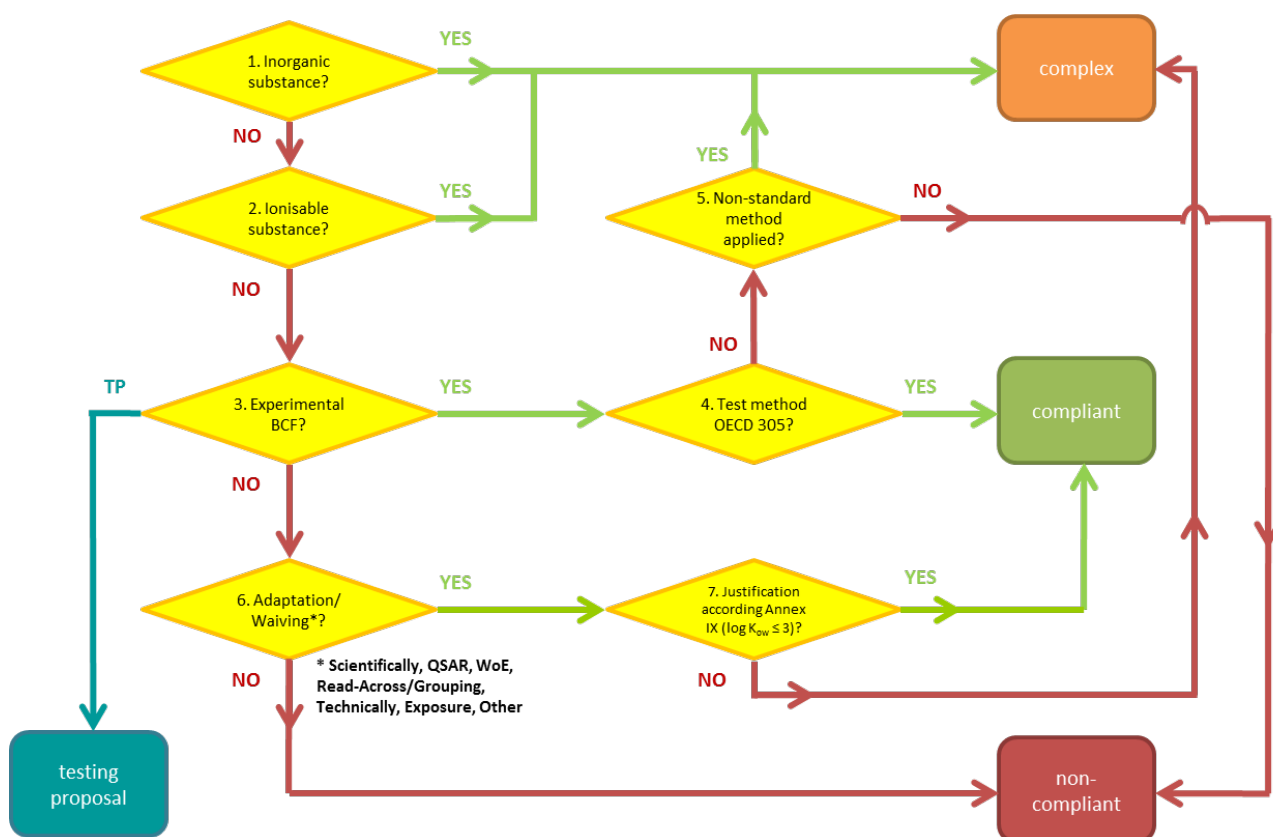 YES
1. Inorganic
substance?
complex
NO
YES
YES
NO
2. Ionisable
substance?
5. Non-standard
method
applied?
NO
NO
TP
YES
YES
3. Experimental
BCF?
4. Test method
OECD 305?
compliant
NO
YES
YES
6. Adaptation/
Waiving*?
7. Justification
according Annex
IX (log Kow ≤ 3)?
NO
* Scientifically, QSAR, WoE,
Read-Across/Grouping,
Technically, Exposure, Other
NO
testing
proposal
non-
compliant